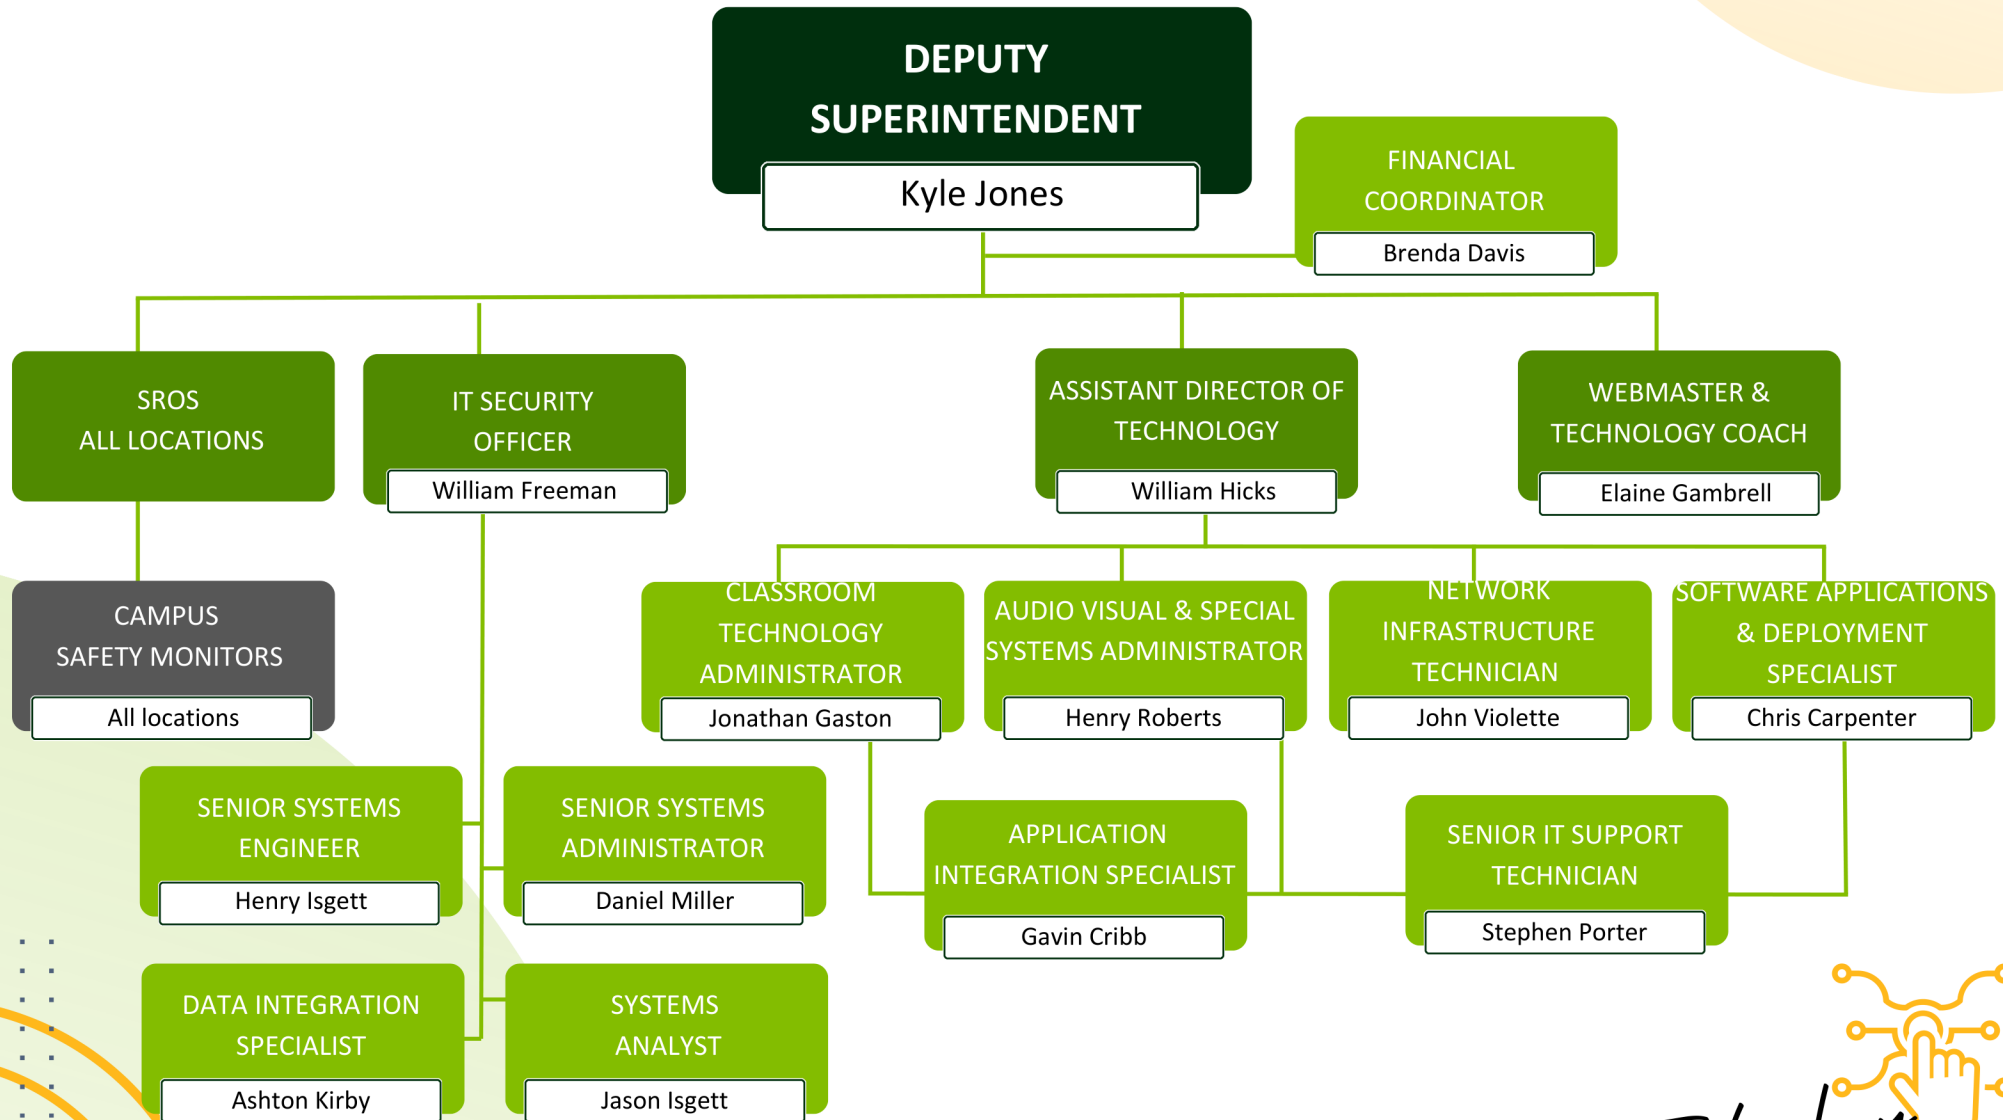 DEPUTY
SUPERINTENDENT
Kyle Jones
FINANCIAL
COORDINATOR
Brenda Davis
SROS
ALL LOCATIONS
IT SECURITY
OFFICER
William Freeman
ASSISTANT DIRECTOR OF
TECHNOLOGY
William Hicks
WEBMASTER &
TECHNOLOGY COACH
Elaine Gambrell
CAMPUS
SAFETY MONITORS
All locations
CLASSROOM
TECHNOLOGY
ADMINISTRATOR
Jonathan Gaston
AUDIO VISUAL & SPECIAL
SYSTEMS ADMINISTRATOR
Henry Roberts
NETWORK
INFRASTRUCTURE
TECHNICIAN
John Violette
SOFTWARE APPLICATIONS
& DEPLOYMENT
SPECIALIST
Chris Carpenter
SENIOR SYSTEMS
ENGINEER
Henry Isgett
SENIOR SYSTEMS
ADMINISTRATOR
Daniel Miller
APPLICATION
INTEGRATION SPECIALIST
Gavin Cribb
SENIOR IT SUPPORT
TECHNICIAN
Stephen Porter
DATA INTEGRATION
SPECIALIST
Ashton Kirby
SYSTEMS
ANALYST
Jason Isgett